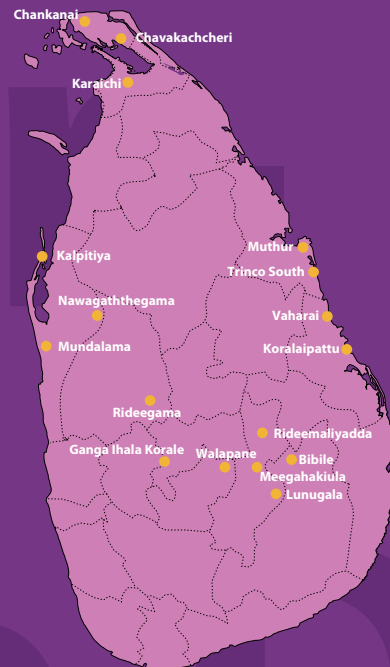 Chankanai
Chavakachcheri
Karaichi
Muthur
Kalpitiya
Trinco South
Nawagaththegama
Vaharai
Mundalama
Koralaipattu
Rideegama
Rideemaliyadda
Ganga Ihala Korale
Walapane
Bibile
Meegahakiula
Lunugala